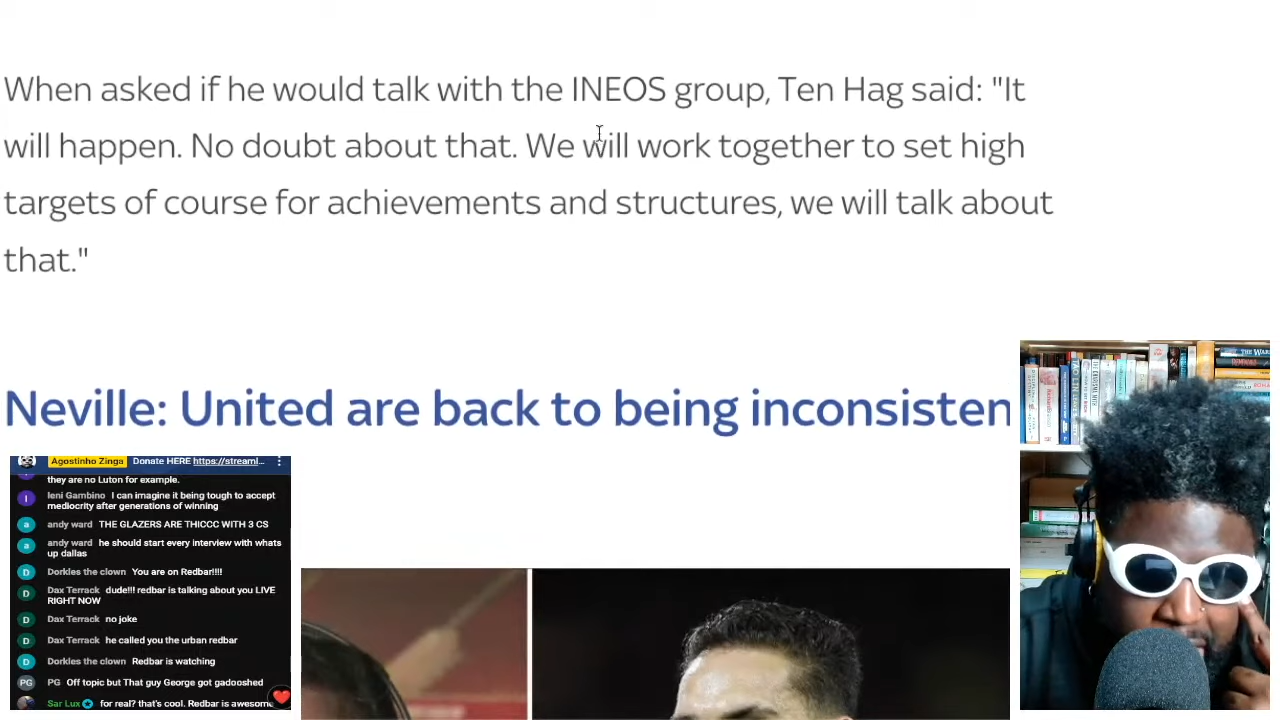 When asked if he would talk with the INEOS group, Ten Hag said: "It
will happen. No doubt about that. We will work together to set high
targets of course for achievements and structures, we will talk about
that."
Neville: United are back to being inconsisten
Agostinho Zinga Donate HERE https://streaml...
they are no Luton for example.
Ieni Gambino I can imagine it being tough to accept
mediocrity after generations of winning
andy ward THE GLAZERS ARE THICCC WITH 3 CS
andy ward he should start every interview with whats
up dallas
Dorkles the clown You are on Redbar!!!!
Dax Terrack dude!!! redbar is talking about you LIVE
RIGHT NOW
Dax Terrack no joke
Dax Terrack he called you the urban redbar
Dorkles the clown Redbar is watching
PG PG Off topic but That guy George got gadooshed
Sar Lux for real? that's cool. Redbar is awesome